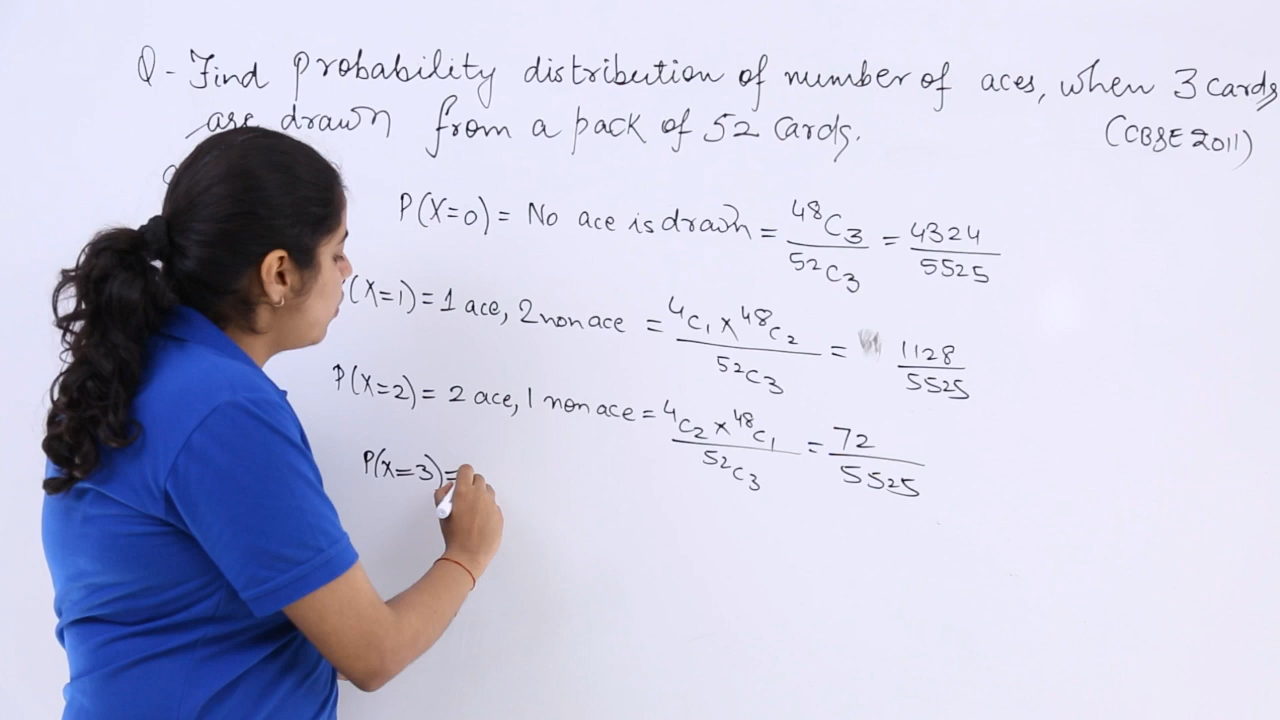 Q- Find probability distribution of number of aces, when 3 cards
are drawn from a pack of 52 cards. (CBSE 2011)
P(X=0) = No ace is drawn = ⁴⁸C₃/⁵²C₃ = 4324/5525
(X=1) = 1 ace, 2 non ace = ⁴C₁ × ⁴⁸C₂/⁵²C₃ = 1128/5525
P(X=2) = 2 ace, 1 non ace = ⁴C₂ × ⁴⁸C₁/⁵²C₃ = 72/5525
P(X=3) =